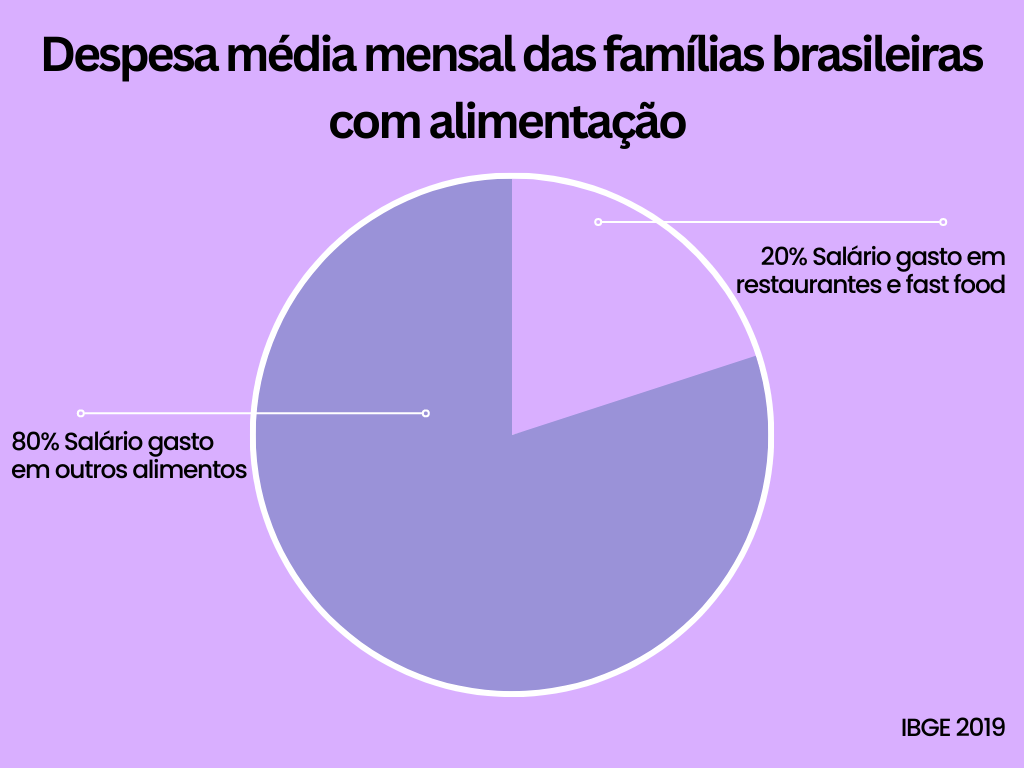 Despesa média mensal das famílias brasileiras
com alimentação
20% Salário gasto em
restaurantes e fast food
80% Salário gasto
em outros alimentos
IBGE 2019